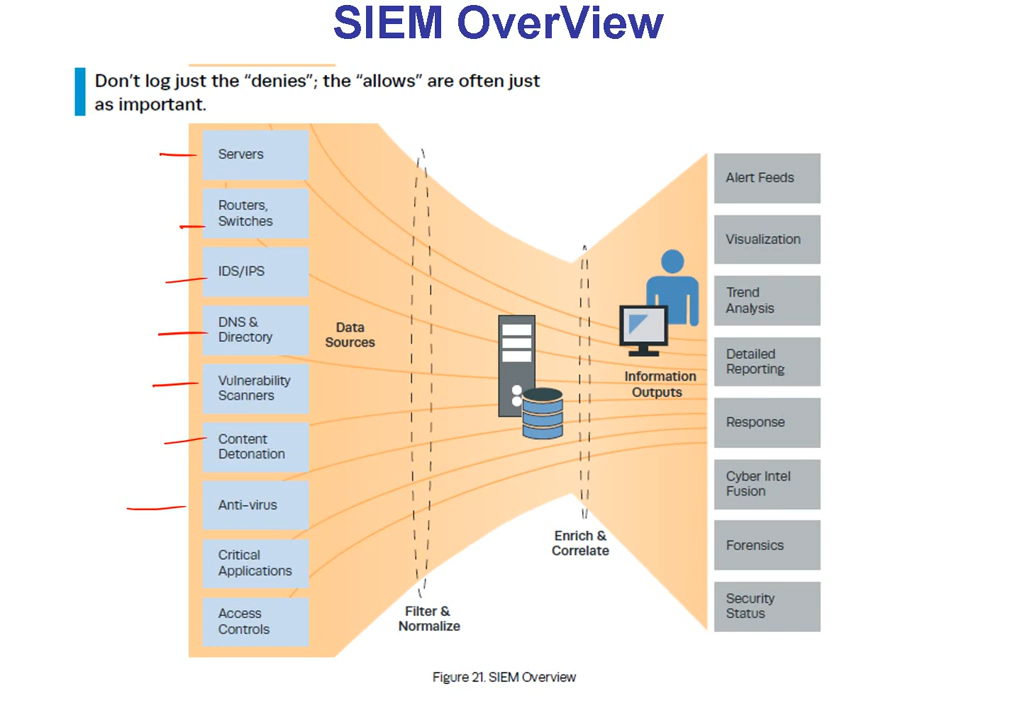 SIEM OverView
Don't log just the “denies”; the “allows” are often just
as important.
Servers
Routers,
Switches
IDS/IPS
DNS &
Directory
Vulnerability
Scanners
Content
Detonation
Anti-virus
Critical
Applications
Access
Controls
Data
Sources
Filter &
Normalize
Enrich &
Correlate
Information
Outputs
Alert Feeds
Visualization
Trend
Analysis
Detailed
Reporting
Response
Cyber Intel
Fusion
Forensics
Security
Status
Figure 21. SIEM Overview